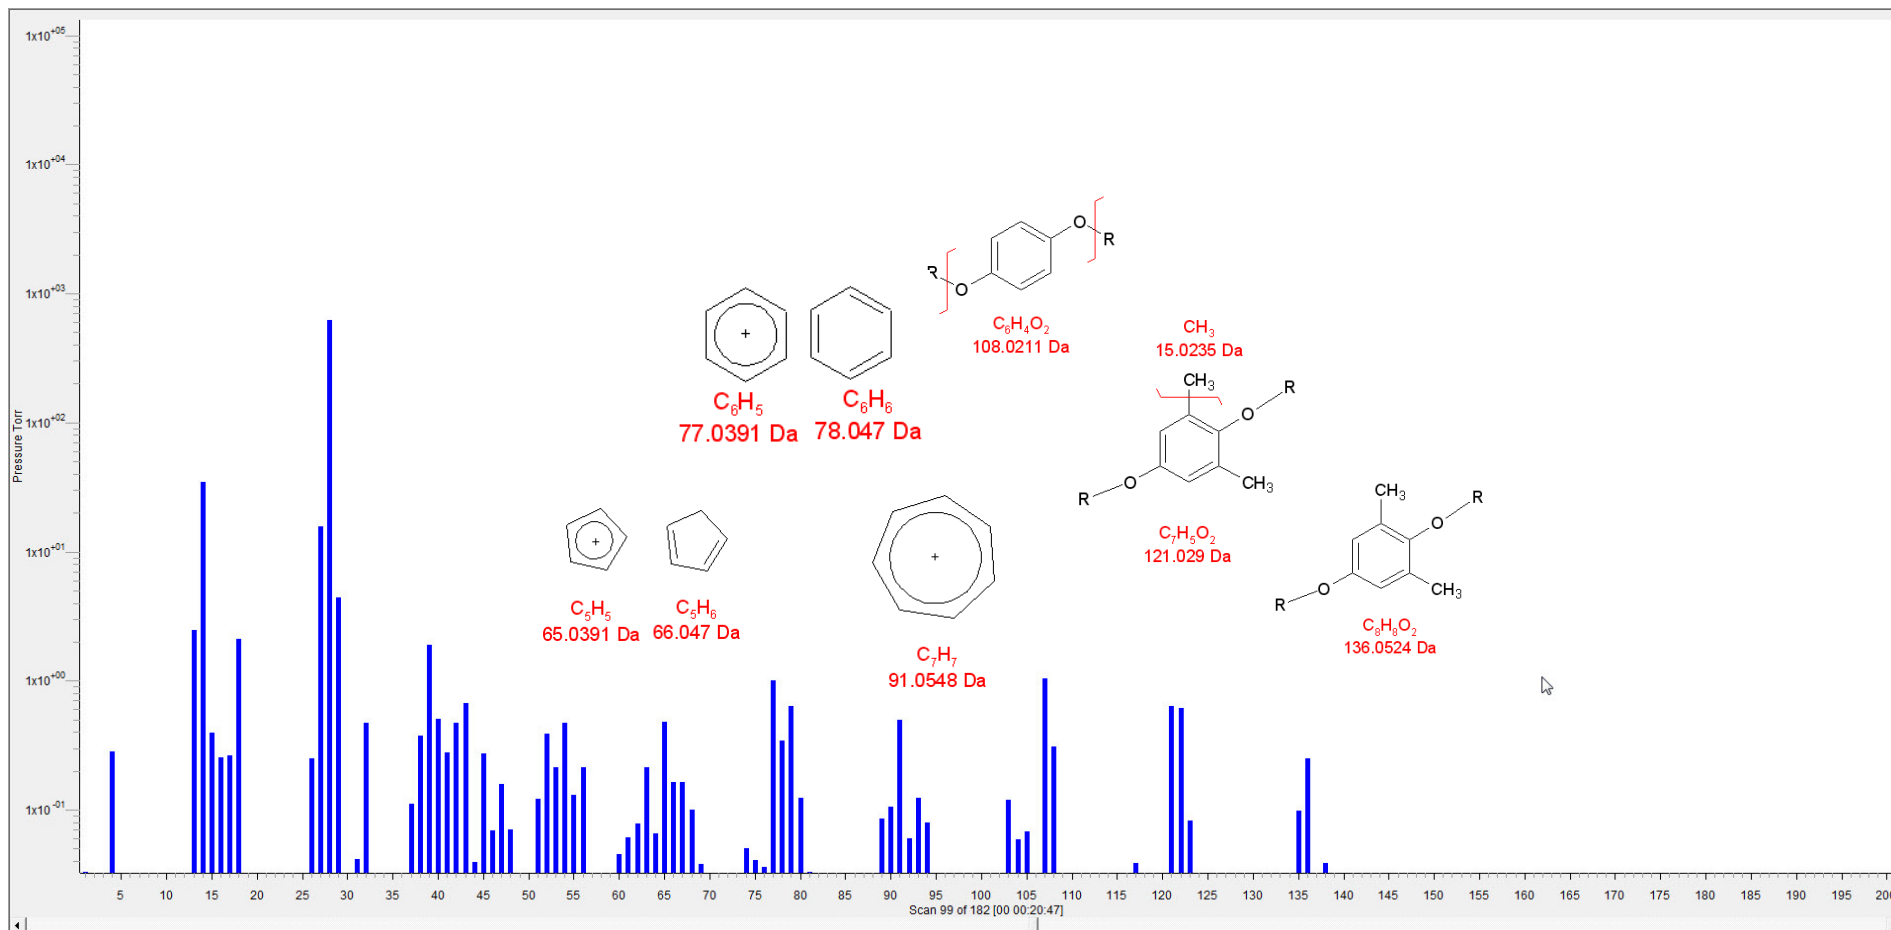 1x10+05
1x10+04
1x10+03
1x10+02
1x10+01
1x10+00
1x10-01
Pressure Torr
R
O
O
R
C6H4O2
108.0211 Da
C6H5
77.0391 Da
C6H6
78.047 Da
CH3
15.0235 Da
CH3
O
R
R
O
CH3
C7H5O2
121.029 Da
+
C5H5
65.0391 Da
C5H6
66.047 Da
+
C7H7
91.0548 Da
+
CH3
O
R
R
O
CH3
C8H8O2
136.0524 Da
5 10 15 20 25 30 35 40 45 50 55 60 65 70 75 80 85 90 95 100 105 110 115 120 125 130 135 140 145 150 155 160 165 170 175 180 185 190 195 200
Scan 99 of 182 [00 00:20:47]